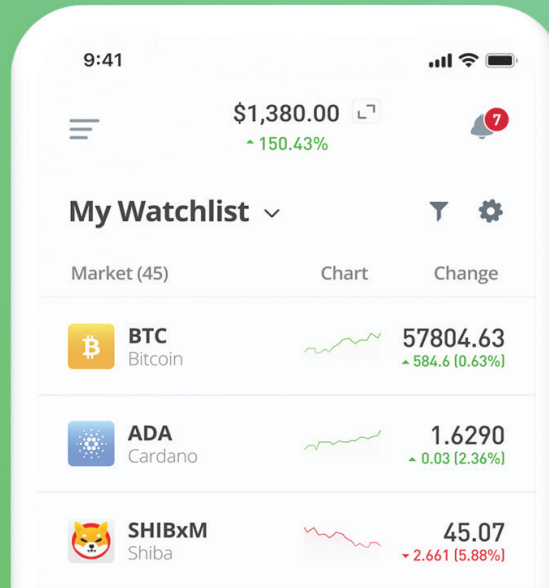 9:41
$1,380.00
150.43%
7
My Watchlist
Market (45) Chart Change
BTC 57804.63
Bitcoin 584.6 (0.63%)
ADA 1.6290
Cardano 0.03 (2.36%)
SHIBxM 45.07
Shiba 2.661 (5.88%)